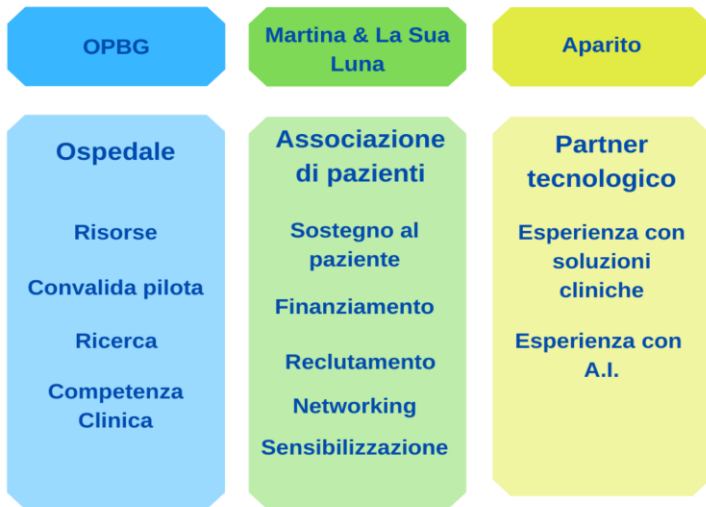 OPBG
Martina & La Sua
Luna
Aparito
Ospedale
Risorse
Convalida pilota
Ricerca
Competenza
Clinica
Associazione
di pazienti
Sostegno al
paziente
Finanziamento
Reclutamento
Networking
Sensibilizzazione
Partner
tecnologico
Esperienza con
soluzioni
cliniche
Esperienza con
A.I.